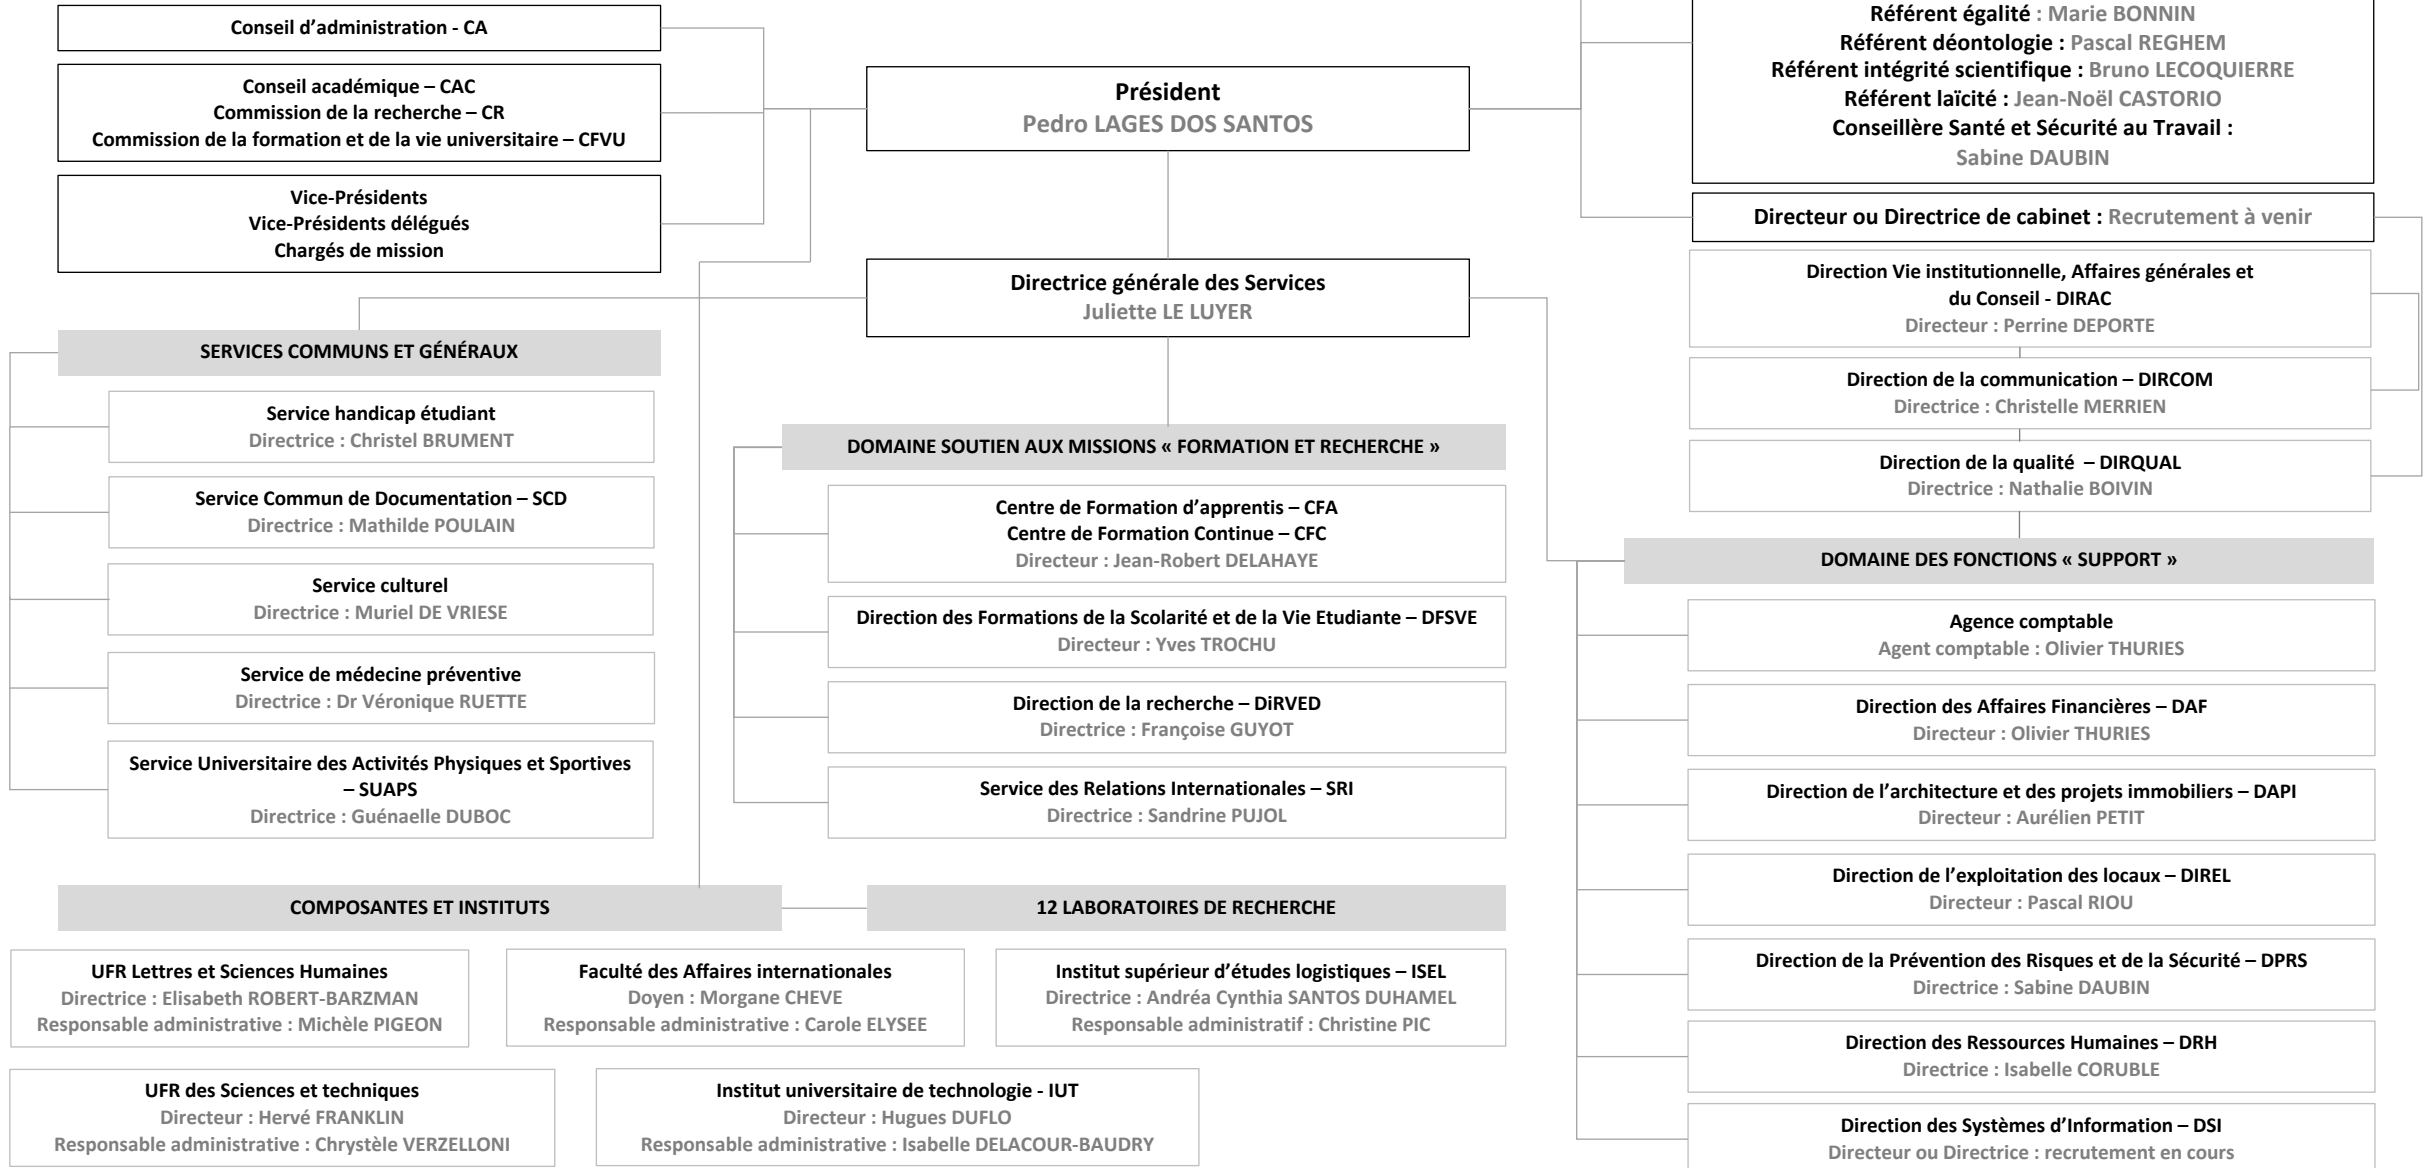 Conseil d’administration - CA
Conseil académique – CAC
Commission de la recherche – CR
Commission de la formation et de la vie universitaire – CFVU
Vice-Présidents
Vice-Présidents délégués
Chargés de mission
Président
Pedro LAGES DOS SANTOS
Directrice générale des Services
Juliette LE LUYER
Référent égalité : Marie BONNIN
Référent déontologie : Pascal REGHEM
Référent intégrité scientifique : Bruno LECOQUIERRE
Référent laïcité : Jean-Noël CASTORIO
Conseillère Santé et Sécurité au Travail :
Sabine DAUBIN
Directeur ou Directrice de cabinet : Recrutement à venir
Direction Vie institutionnelle, Affaires générales et
du Conseil - DIRAC
Directeur : Perrine DEPORTE
Direction de la communication – DIRCOM
Directrice : Christelle MERRIEN
Direction de la qualité – DIRQUAL
Directrice : Nathalie BOIVIN
SERVICES COMMUNS ET GÉNÉRAUX
Service handicap étudiant
Directrice : Christel BRUMENT
Service Commun de Documentation – SCD
Directrice : Mathilde POULAIN
Service culturel
Directrice : Muriel DE VRIESE
Service de médecine préventive
Directrice : Dr Véronique RUETTE
Service Universitaire des Activités Physiques et Sportives
– SUAPS
Directrice : Guénaelle DUBOC
DOMAINE SOUTIEN AUX MISSIONS « FORMATION ET RECHERCHE »
Centre de Formation d’apprentis – CFA
Centre de Formation Continue – CFC
Directeur : Jean-Robert DELAHAYE
Direction des Formations de la Scolarité et de la Vie Etudiante – DFSVE
Directeur : Yves TROCHU
Direction de la recherche – DiRVED
Directrice : Françoise GUYOT
Service des Relations Internationales – SRI
Directrice : Sandrine PUJOL
DOMAINE DES FONCTIONS « SUPPORT »
Agence comptable
Agent comptable : Olivier THURIES
Direction des Affaires Financières – DAF
Directeur : Olivier THURIES
Direction de l’architecture et des projets immobiliers – DAPI
Directeur : Aurélien PETIT
Direction de l’exploitation des locaux – DIREL
Directeur : Pascal RIOU
Direction de la Prévention des Risques et de la Sécurité – DPRS
Directrice : Sabine DAUBIN
Direction des Ressources Humaines – DRH
Directrice : Isabelle CORUBLE
Direction des Systèmes d’Information – DSI
Directeur ou Directrice : recrutement en cours
COMPOSANTES ET INSTITUTS
12 LABORATOIRES DE RECHERCHE
UFR Lettres et Sciences Humaines
Directrice : Elisabeth ROBERT-BARZMAN
Responsable administrative : Michèle PIGEON
Faculté des Affaires internationales
Doyen : Morgane CHEVE
Responsable administrative : Carole ELYSEE
Institut supérieur d’études logistiques – ISEL
Directrice : Andréa Cynthia SANTOS DUHAMEL
Responsable administratif : Christine PIC
UFR des Sciences et techniques
Directeur : Hervé FRANKLIN
Responsable administrative : Chrystèle VERZELLONI
Institut universitaire de technologie - IUT
Directeur : Hugues DUFLO
Responsable administrative : Isabelle DELACOUR-BAUDRY